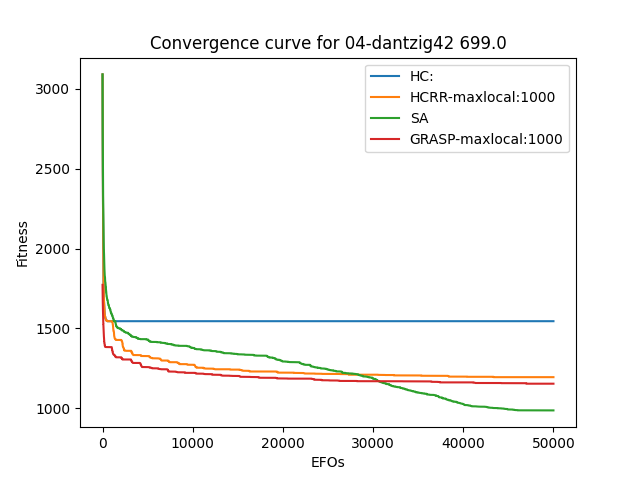 Convergence curve for 04-dantzig42 699.0
HC:
HCRR-maxlocal:1000
SA
GRASP-maxlocal:1000
Fitness
3000
2500
2000
1500
1000
0 10000 20000 30000 40000 50000
EFOs